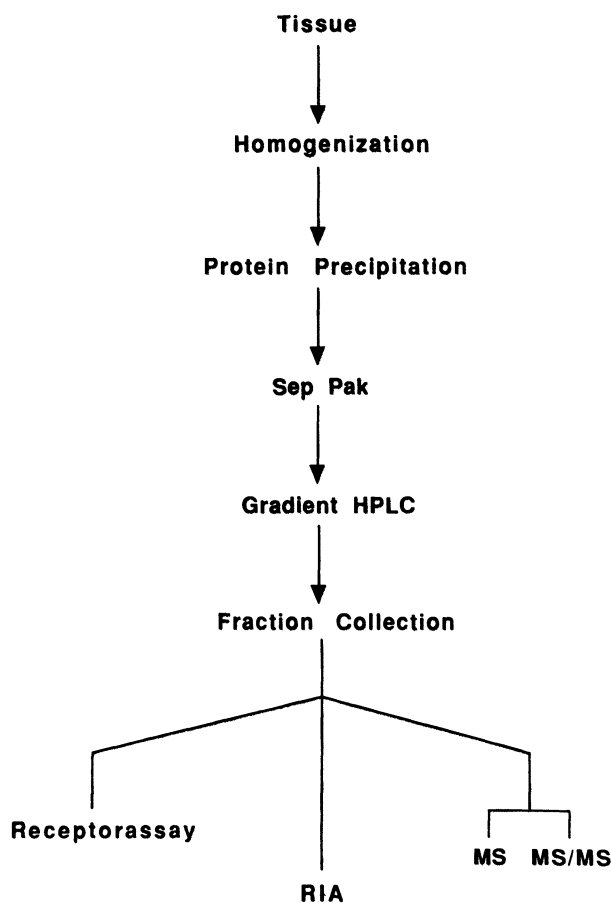 Tissue
Homogenization
Protein Precipitation
Sep Pak
Gradient HPLC
Fraction Collection
Receptorassay
MS MS/MS
RIA